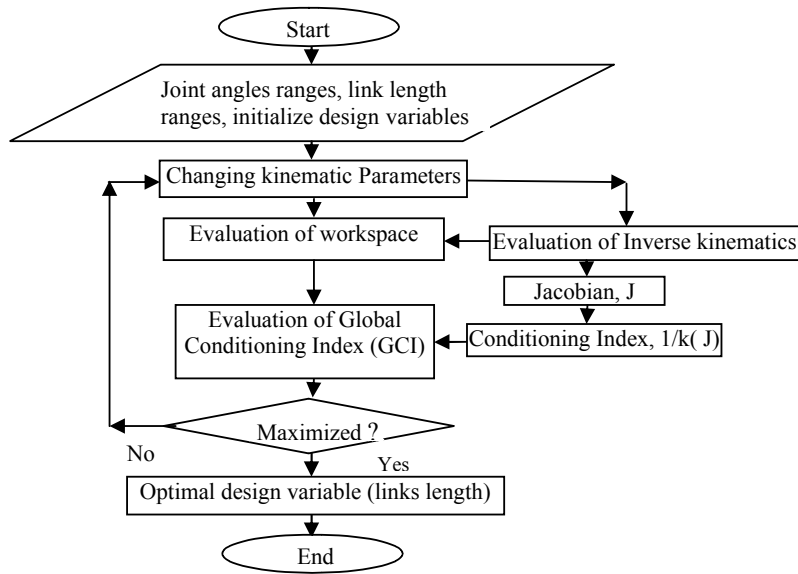 Start
Joint angles ranges, link length
ranges, initialize design variables
Changing kinematic Parameters
Evaluation of workspace
Evaluation of Inverse kinematics
Jacobian, J
Evaluation of Global
Conditioning Index (GCI)
Conditioning Index, 1/k( J)
Maximized ?
No
Yes
Optimal design variable (links length)
End